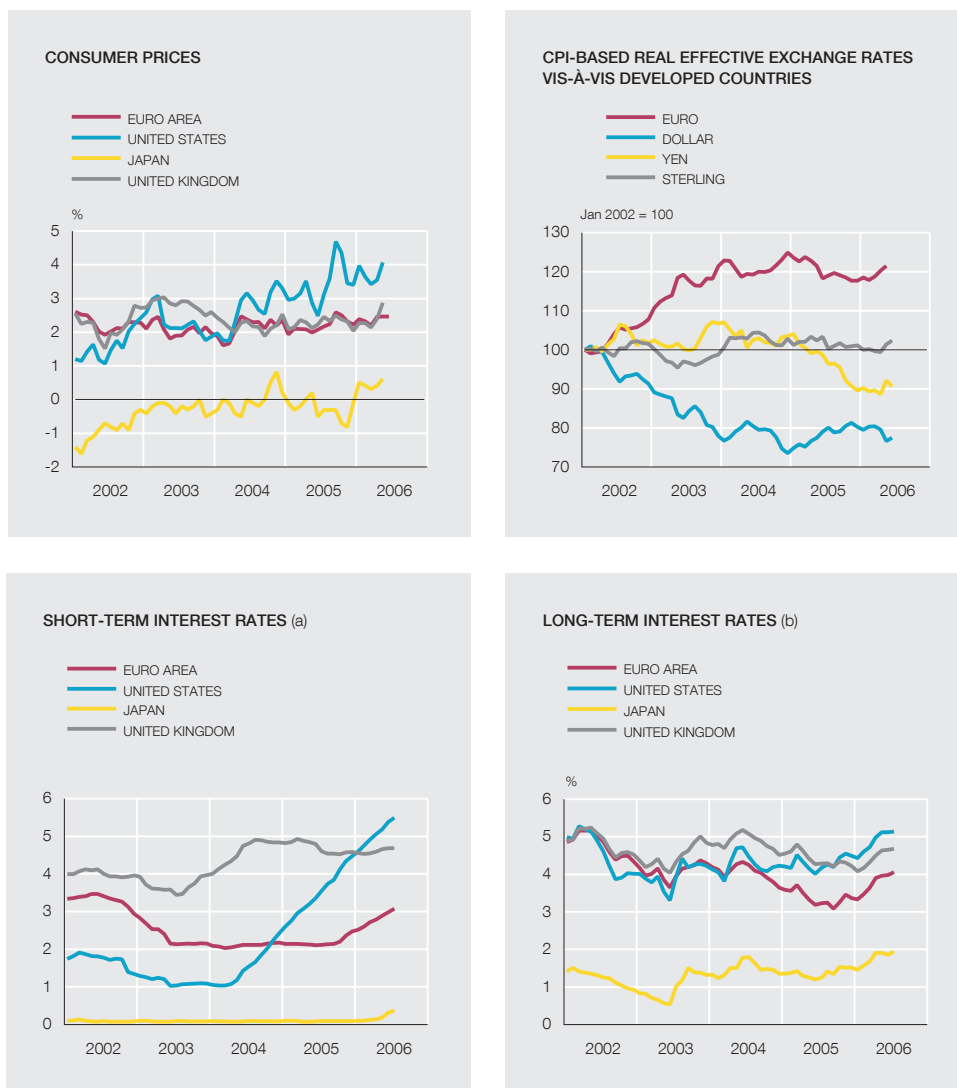 CONSUMER PRICES
EURO AREA
UNITED STATES
JAPAN
UNITED KINGDOM
%
5
4
3
2
1
0
-1
-2
2002 2003 2004 2005 2006
CPI-BASED REAL EFFECTIVE EXCHANGE RATES
VIS-À-VIS DEVELOPED COUNTRIES
EURO
DOLLAR
YEN
STERLING
Jan 2002 = 100
130
120
110
100
90
80
70
2002 2003 2004 2005 2006
SHORT-TERM INTEREST RATES (a)
EURO AREA
UNITED STATES
JAPAN
UNITED KINGDOM
6
5
4
3
2
1
0
2002 2003 2004 2005 2006
LONG-TERM INTEREST RATES (b)
EURO AREA
UNITED STATES
JAPAN
UNITED KINGDOM
%
6
5
4
3
2
1
0
2002 2003 2004 2005 2006